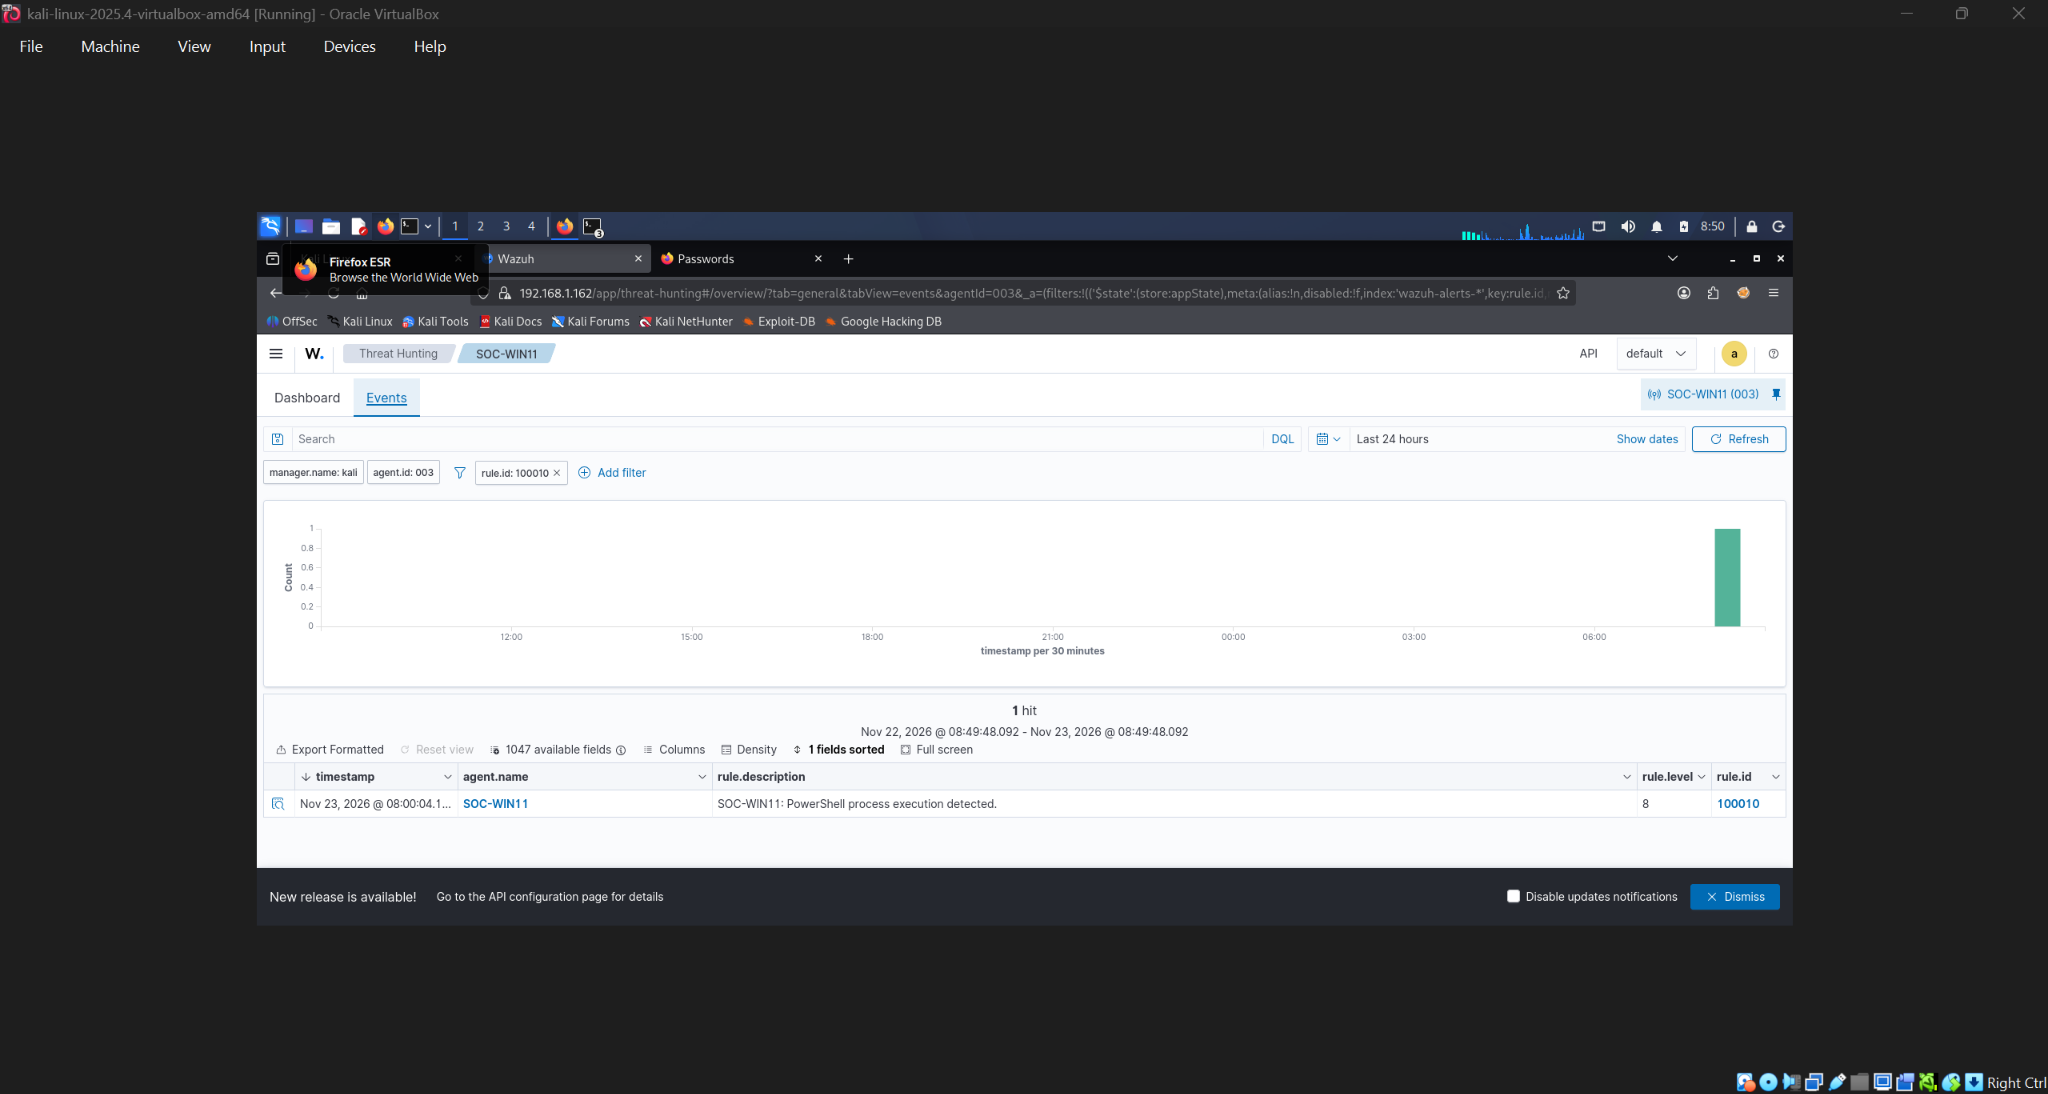 kali-linux-2025.4-virtualbox-amd64 [Running] - Oracle VirtualBox
File Machine View Input Devices Help
1 2 3 4 3 8:50
Firefox ESR
Browse the World Wide Web
Wazuh
Passwords
192.168.1.162/app/threat-hunting#/overview/?tab=general&tabView=events&agentId=003&_a=(filters:!(('$state':(store:appState),meta:(alias:!n,disabled:!f,index:'wazuh-alerts-*',key:rule.id,
OffSec Kali Linux Kali Tools Kali Docs Kali Forums Kali NetHunter Exploit-DB Google Hacking DB
W. Threat Hunting SOC-WIN11 API default a
Dashboard Events SOC-WIN11 (003)
Search DQL Last 24 hours Show dates Refresh
manager.name: kali agent.id: 003 rule.id: 100010 × Add filter
1
0.8
0.6
0.4
0.2
0
Count
12:00 15:00 18:00 21:00 00:00 03:00 06:00
timestamp per 30 minutes
1 hit
Nov 22, 2026 @ 08:49:48.092 - Nov 23, 2026 @ 08:49:48.092
Export Formatted Reset view 1047 available fields Columns Density 1 fields sorted Full screen
timestamp agent.name rule.description rule.level rule.id
Nov 23, 2026 @ 08:00:04.1... SOC-WIN11 SOC-WIN11: PowerShell process execution detected. 8 100010
New release is available! Go to the API configuration page for details Disable updates notifications Dismiss
Right Ctrl